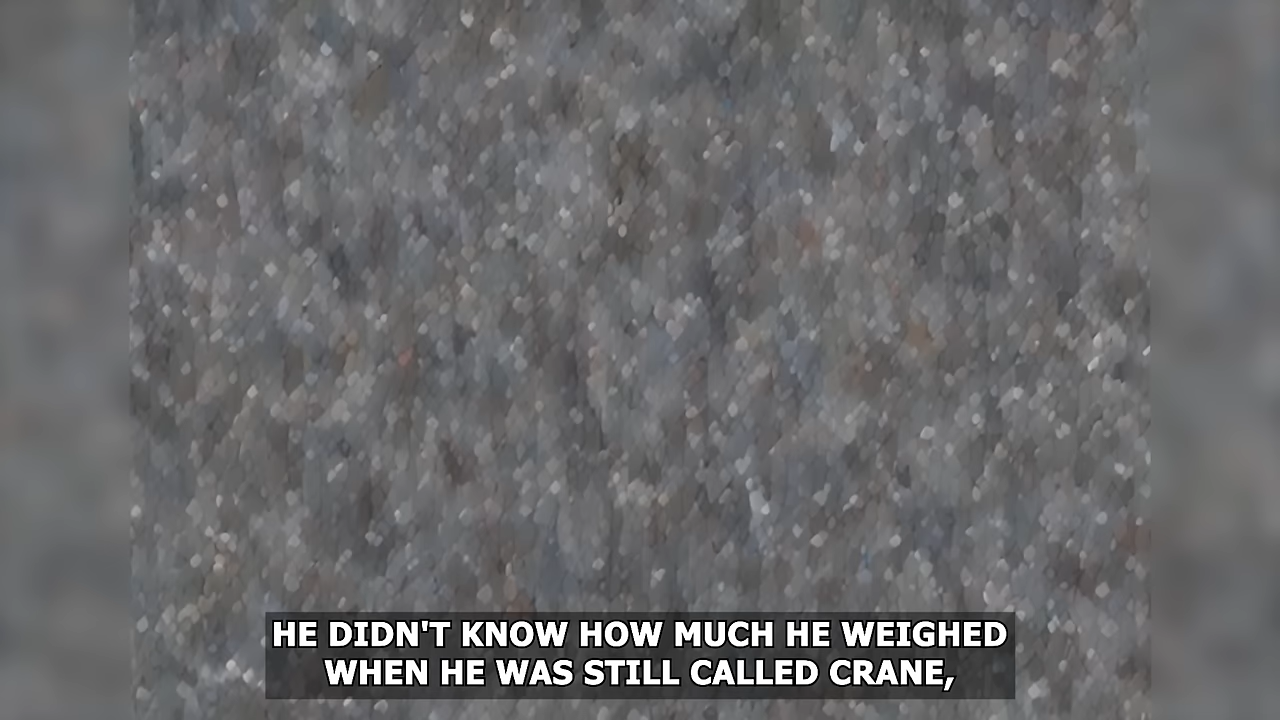 HE DIDN'T KNOW HOW MUCH HE WEIGHED
WHEN HE WAS STILL CALLED CRANE,